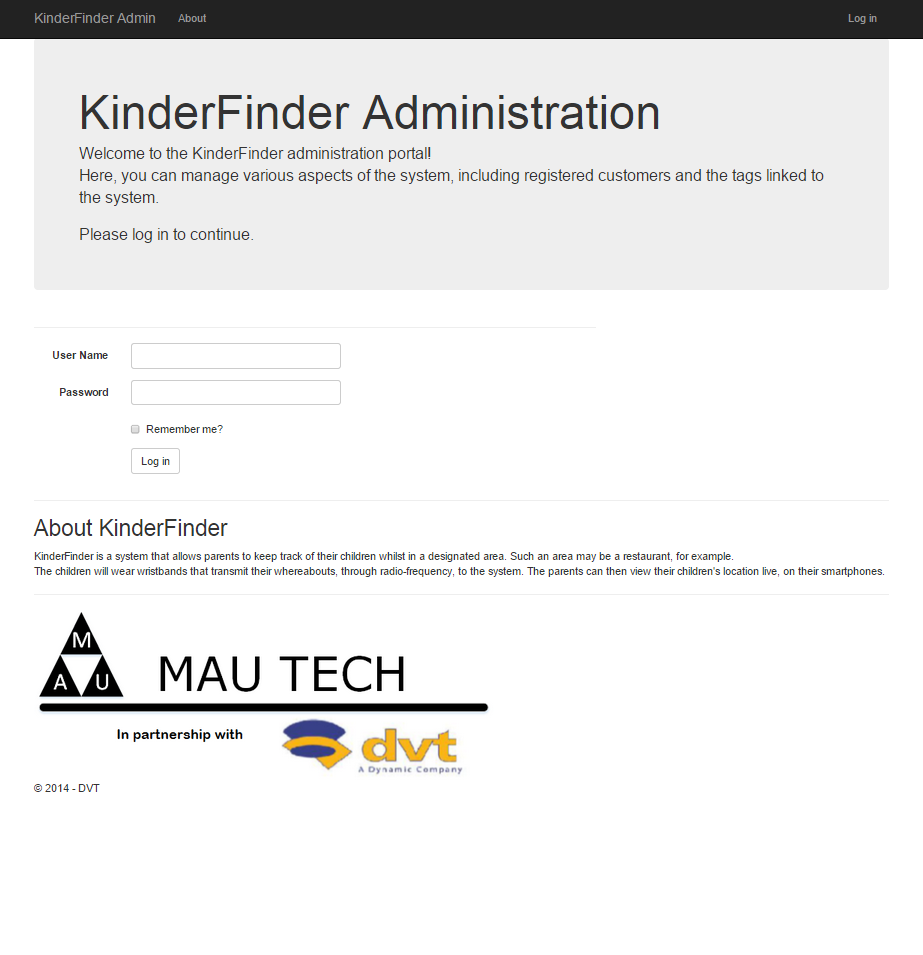 KinderFinder Admin About Log in
KinderFinder Administration
Welcome to the KinderFinder administration portal!
Here, you can manage various aspects of the system, including registered customers and the tags linked to
the system.
Please log in to continue.
User Name
Password
Remember me?
Log in
About KinderFinder
KinderFinder is a system that allows parents to keep track of their children whilst in a designated area. Such an area may be a restaurant, for example.
The children will wear wristbands that transmit their whereabouts, through radio-frequency, to the system. The parents can then view their children's location live, on their smartphones.
M
A U
MAU TECH
In partnership with
dvt
A Dynamic Company
© 2014 - DVT